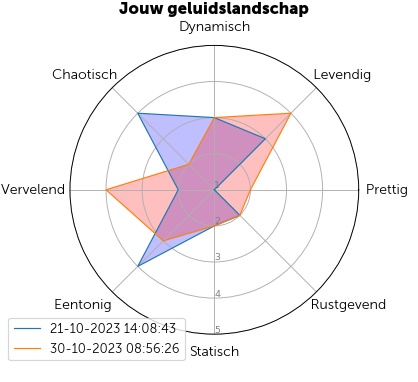 Jouw geluidslandschap
Dynamisch
Chaotisch
Levendig
Vervelend
1
Prettig
2
3
Eentonig
4
Rustgevend
5
21-10-2023 14:08:43
30-10-2023 08:56:26
Statisch